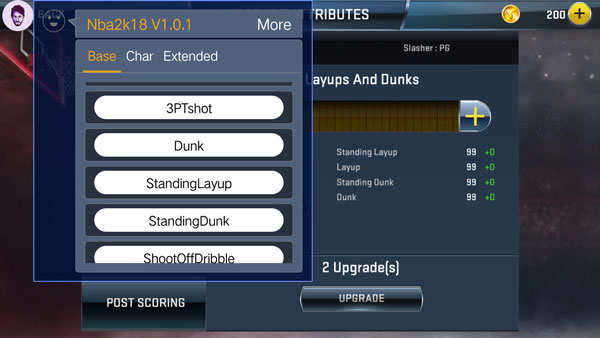 Nba2k18 V1.0.1
More
Base Char Extended
3PTshot
Dunk
StandingLayup
StandingDunk
ShootOffDribble
TRIBUTES
200
Slasher : PG
Layups And Dunks
Standing Layup 99 +0
Layup 99 +0
Standing Dunk 99 +0
Dunk 99 +0
2 Upgrade(s)
POST SCORING
UPGRADE